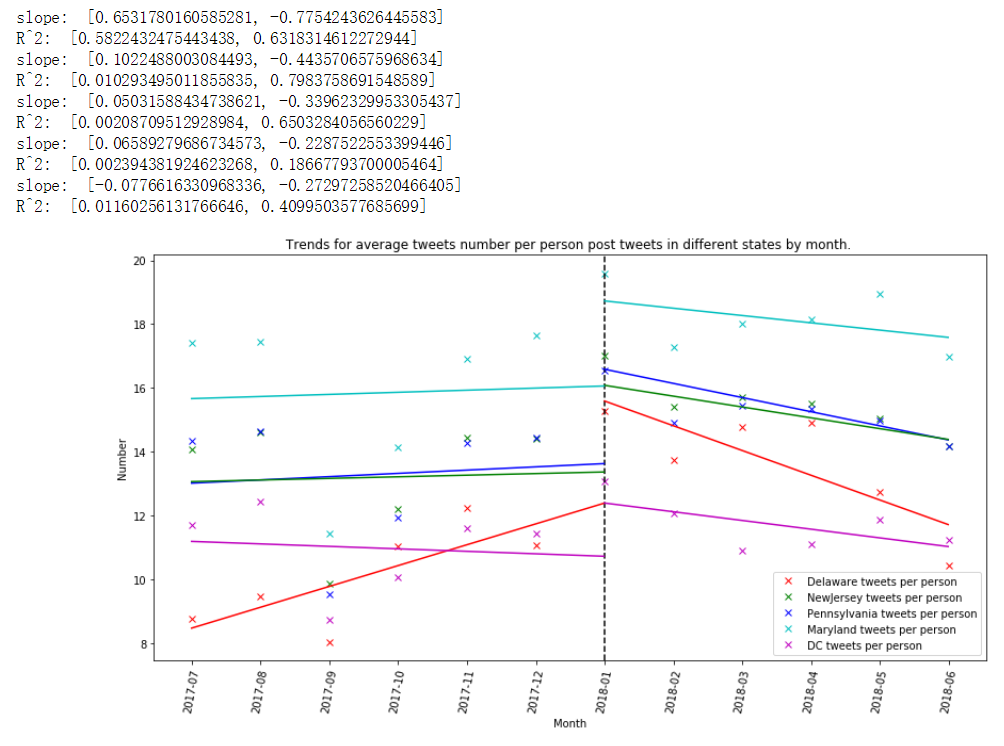 slope:  [0.6531780160585281, -0.7754243626445583]
R^2:  [0.5822432475443438, 0.6318314612272944]
slope:  [0.1022488003084493, -0.4435706575968634]
R^2:  [0.010293495011855835, 0.7983758691548589]
slope:  [0.05031588434738621, -0.33962329953305437]
R^2:  [0.00208709512928984, 0.6503284056560229]
slope:  [0.06589279686734573, -0.2287522553399446]
R^2:  [0.002394381924623268, 0.18667793700005464]
slope:  [-0.0776616330968336, -0.27297258520466405]
R^2:  [0.01160256131766646, 0.4099503577685699]
Trends for average tweets number per person post tweets in different states by month.
20
18
16
14
12
10
8
Number
Delaware tweets per person
NewJersey tweets per person
Pennsylvania tweets per person
Maryland tweets per person
DC tweets per person
2017-07
2017-08
2017-09
2017-10
2017-11
2017-12
2018-01
2018-02
2018-03
2018-04
2018-05
2018-06
Month